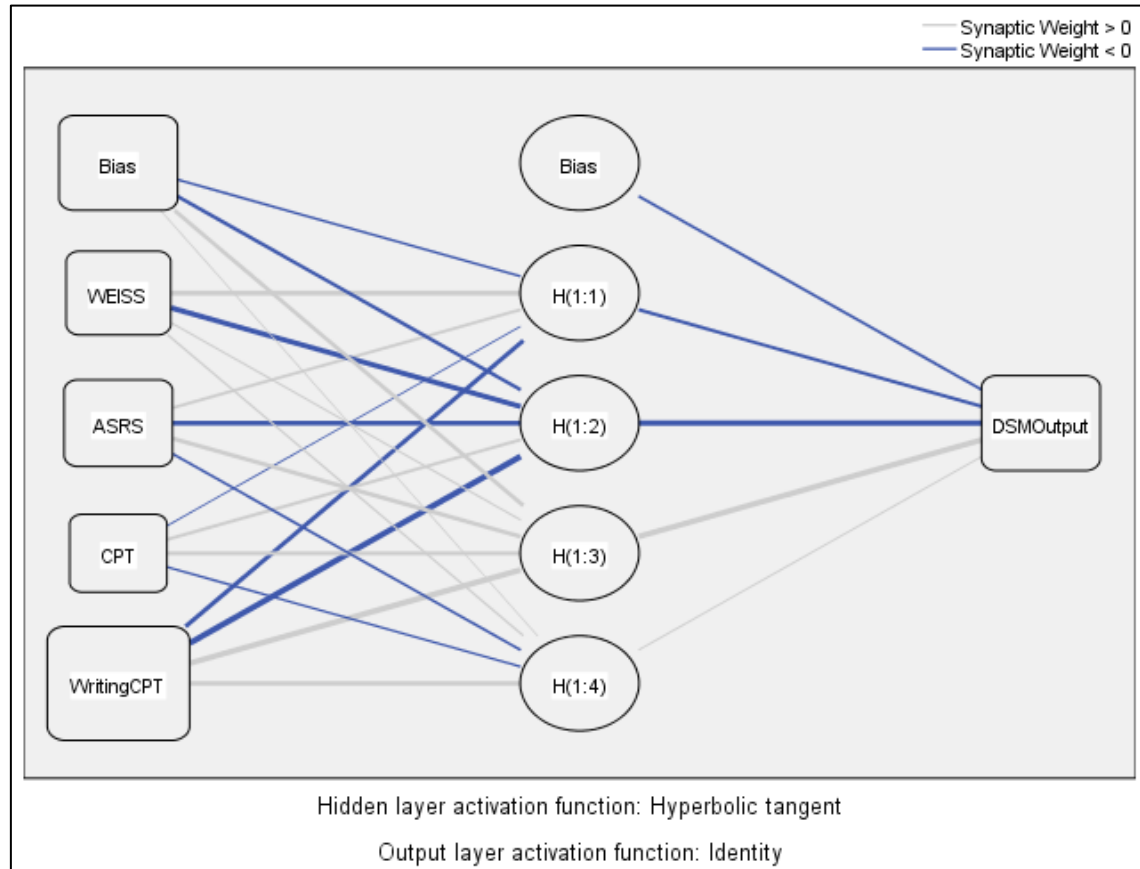 Synaptic Weight > 0
Synaptic Weight < 0
Bias
Bias
WEISS
H(1:1)
ASRS
H(1:2)
DSMOutput
CPT
H(1:3)
WritingCPT
H(1:4)
Hidden layer activation function: Hyperbolic tangent
Output layer activation function: Identity